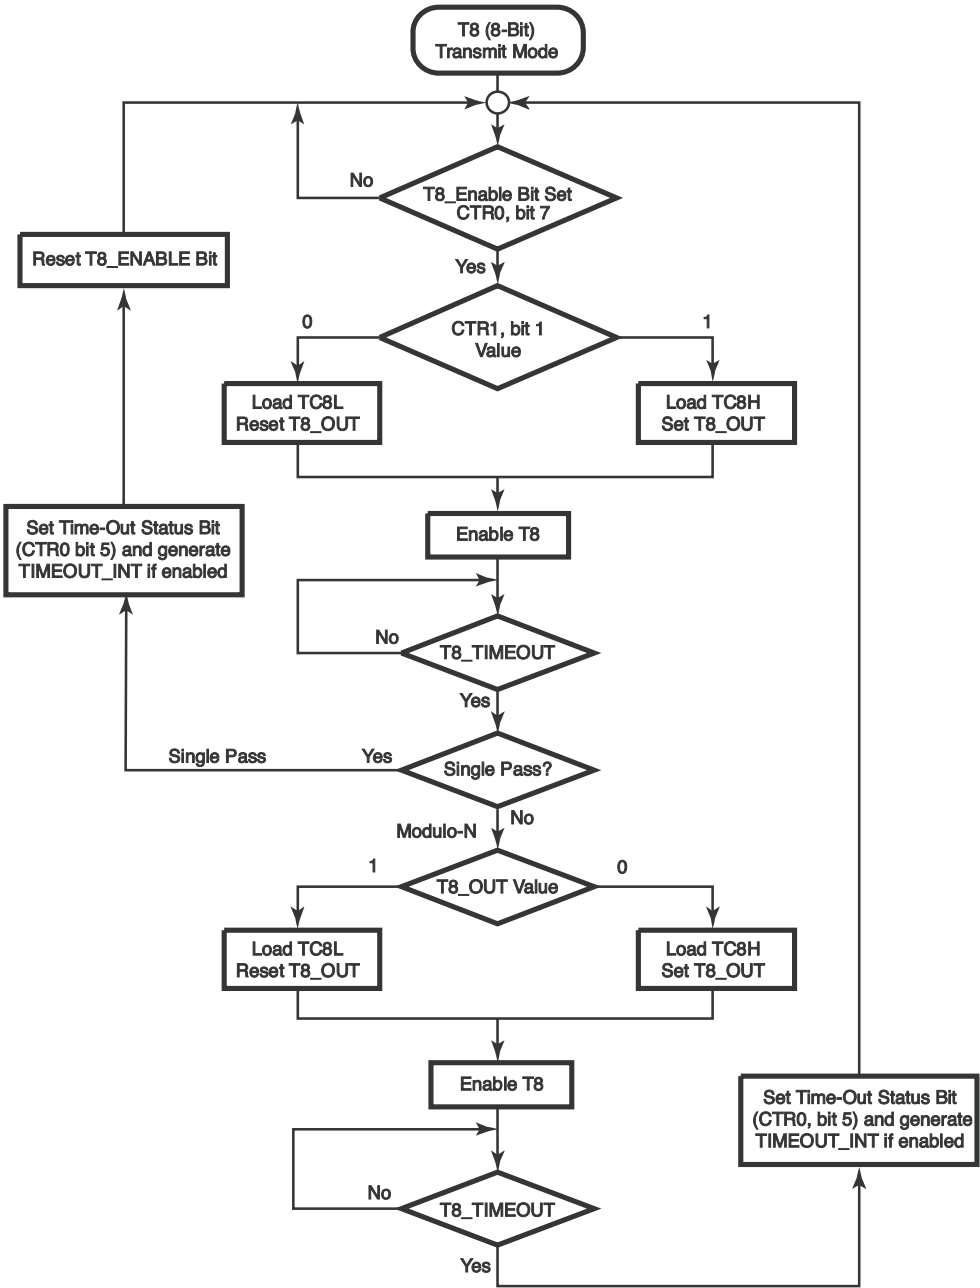 T8 (8-Bit)
Transmit Mode
No
T8_Enable Bit Set
CTR0, bit 7
Reset T8_ENABLE Bit
Yes
0
CTR1, bit 1
Value
1
Load TC8L
Reset T8_OUT
Load TC8H
Set T8_OUT
Set Time-Out Status Bit
(CTR0 bit 5) and generate
TIMEOUT_INT if enabled
Enable T8
No
T8_TIMEOUT
Yes
Single Pass
Yes
Single Pass?
No
Modulo-N
1
T8_OUT Value
0
Load TC8L
Reset T8_OUT
Load TC8H
Set T8_OUT
Enable T8
Set Time-Out Status Bit
(CTR0, bit 5) and generate
TIMEOUT_INT if enabled
No
T8_TIMEOUT
Yes